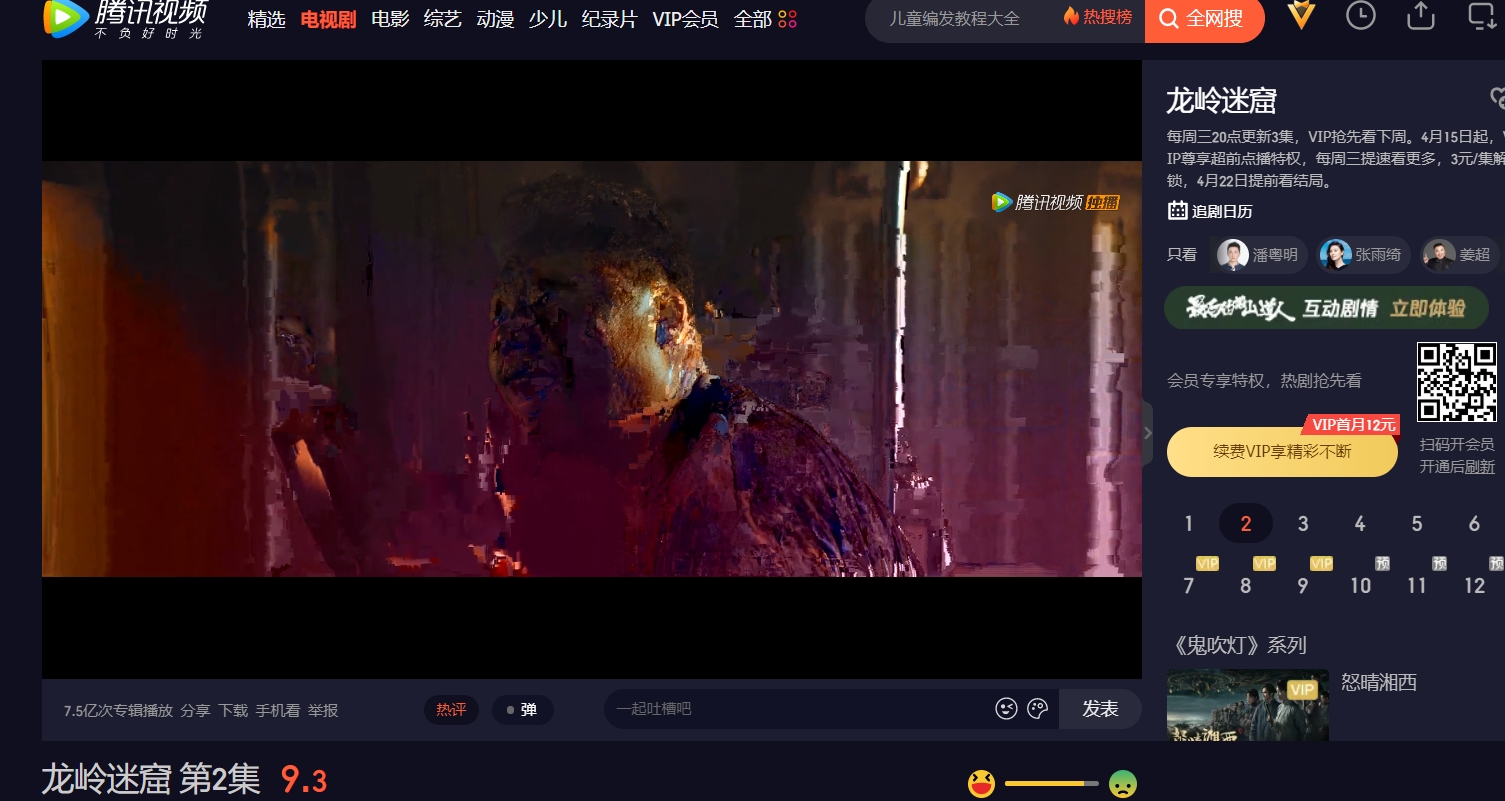 腾讯视频
不负好时光
精选 电视剧 电影 综艺 动漫 少儿 纪录片 VIP会员 全部
儿童编发教程大全 热搜榜 全网搜
腾讯视频 独播
龙岭迷窟
每周三20点更新3集，VIP抢先看下周。4月15日起，V
IP尊享超前点播特权，每周三提速看更多，3元/集解
锁，4月22日提前看结局。
追剧日历
只看 潘粤明 张雨绮 姜超
最后的搬山道人 互动剧情 立即体验
会员专享特权，热剧抢先看
VIP首月12元
续费VIP享精彩不断
扫码开会员
开通后刷新
1 2 3 4 5 6
VIP VIP VIP 预 预 预
7 8 9 10 11 12
《鬼吹灯》系列
VIP
怒晴湘西
7.5亿次专辑播放 分享 下载 手机看 举报
热评 弹 一起吐槽吧 发表
龙岭迷窟 第2集 9.3